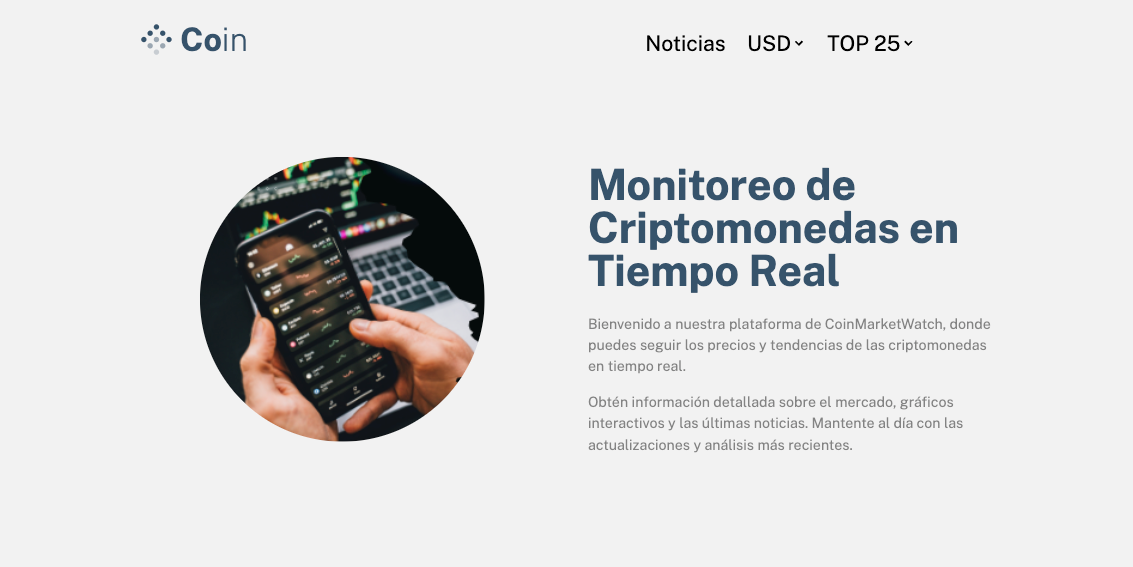 Coin
Noticias USD TOP 25
Monitoreo de
Criptomonedas en
Tiempo Real
Bienvenido a nuestra plataforma de CoinMarketWatch, donde
puedes seguir los precios y tendencias de las criptomonedas
en tiempo real.
Obtén información detallada sobre el mercado, gráficos
interactivos y las últimas noticias. Mantente al día con las
actualizaciones y análisis más recientes.